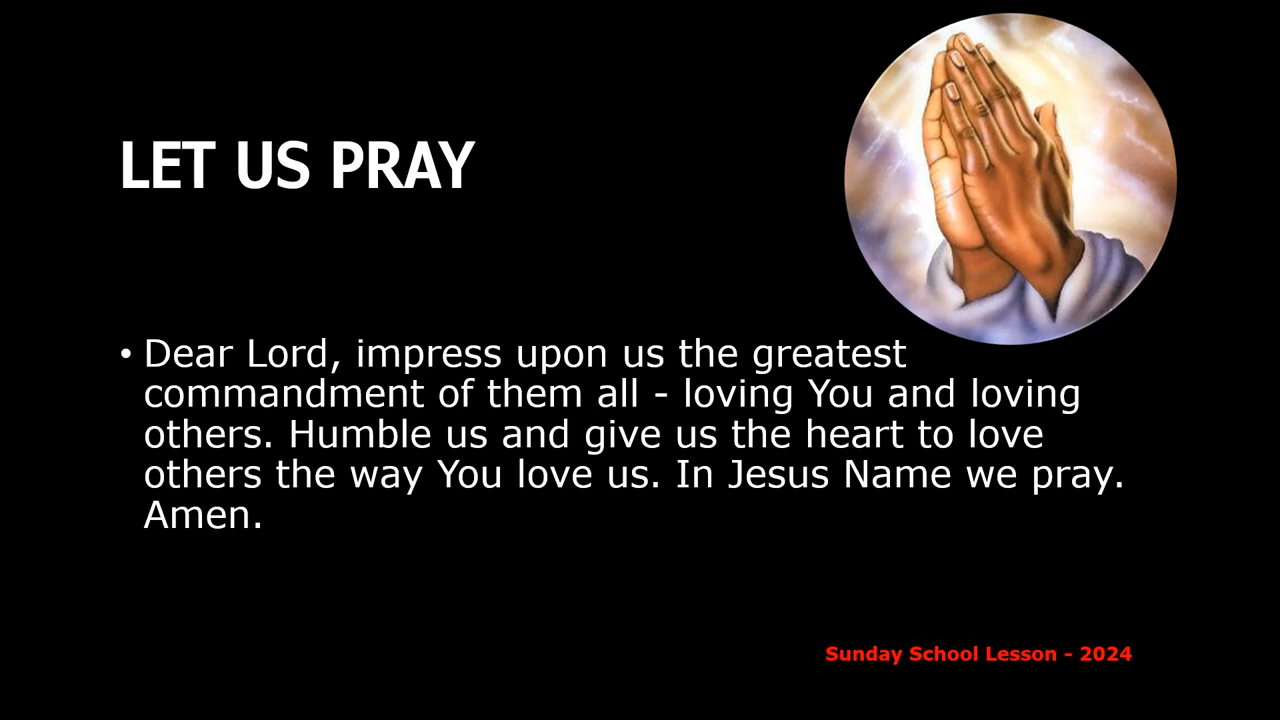 LET US PRAY
• Dear Lord, impress upon us the greatest
commandment of them all - loving You and loving
others. Humble us and give us the heart to love
others the way You love us. In Jesus Name we pray.
Amen.
Sunday School Lesson - 2024